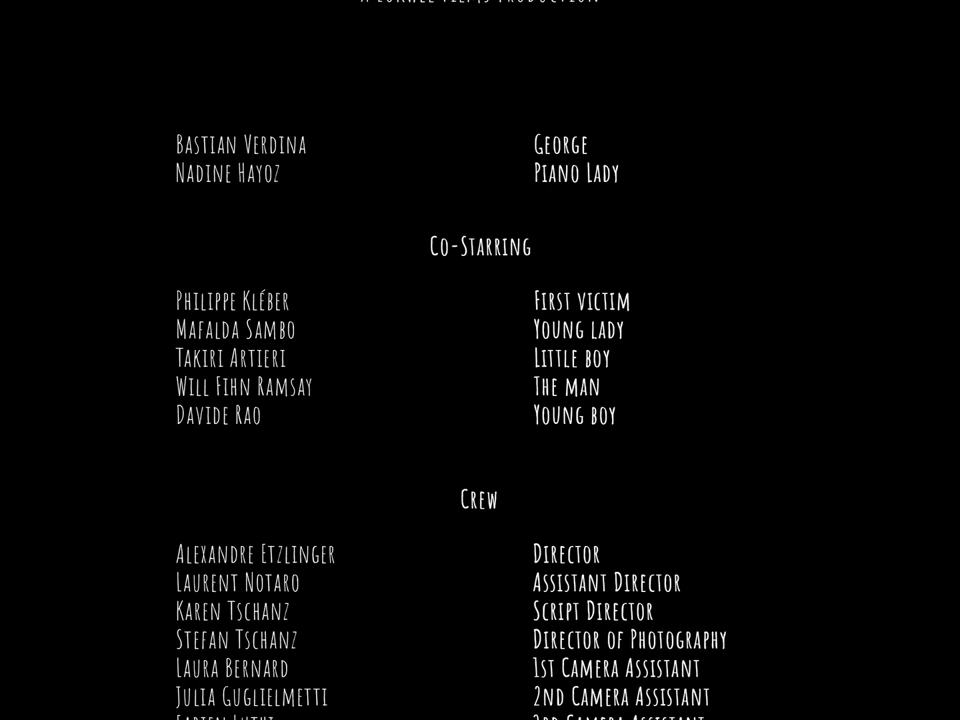 Bastian Verdina George
Nadine Hayoz Piano Lady
Co-Starring
Philippe Kléber First victim
Mafalda Sambo Young lady
Takiri Artieri Little boy
Will Fihn Ramsay The man
Davide Rao Young boy
Crew
Alexandre Etzlinger Director
Laurent Notaro Assistant Director
Karen Tschanz Script Director
Stefan Tschanz Director of Photography
Laura Bernard 1st Camera Assistant
Julia Guglielmetti 2nd Camera Assistant